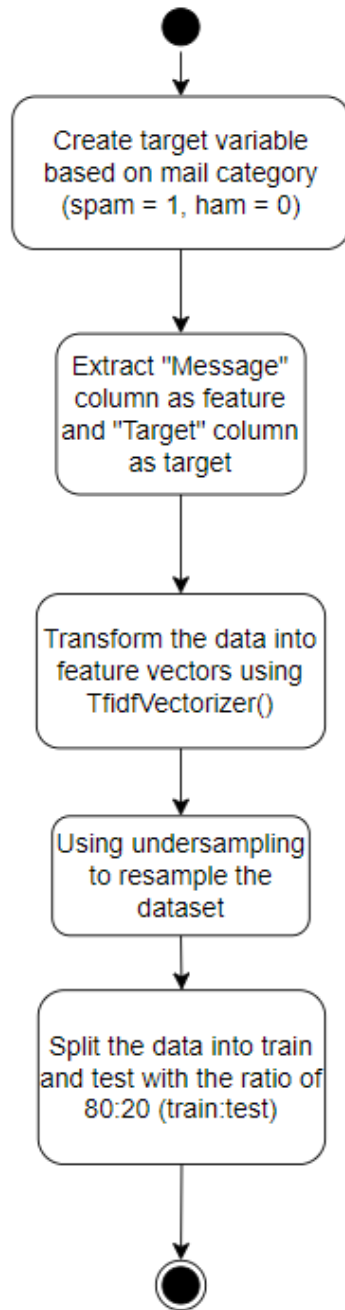 Create target variable
based on mail category
(spam = 1, ham = 0)
Extract "Message"
column as feature
and "Target" column
as target
Transform the data into
feature vectors using
TfidfVectorizer()
Using undersampling
to resample the
dataset
Split the data into train
and test with the ratio of
80:20 (train:test)